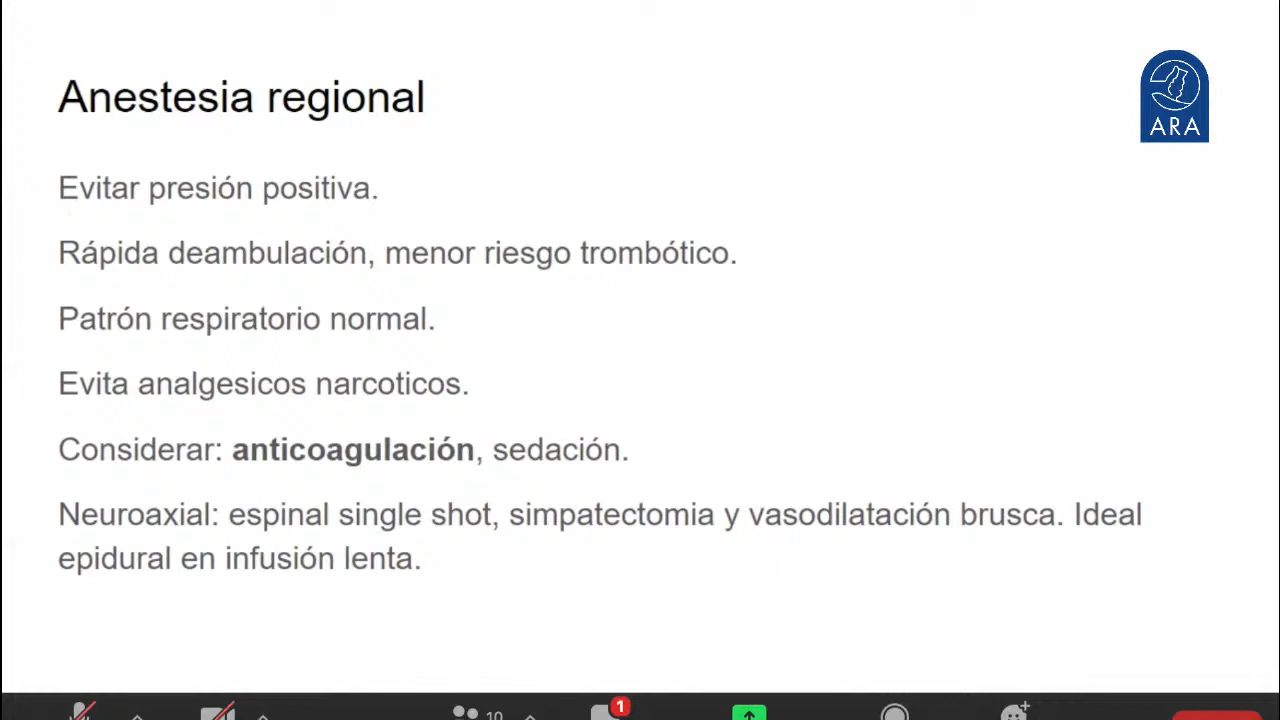 Anestesia regional
ARA
Evitar presión positiva.
Rápida deambulación, menor riesgo trombótico.
Patrón respiratorio normal.
Evita analgesicos narcoticos.
Considerar: anticoagulación, sedación.
Neuroaxial: espinal single shot, simpatectomia y vasodilatación brusca. Ideal
epidural en infusión lenta.
10
1